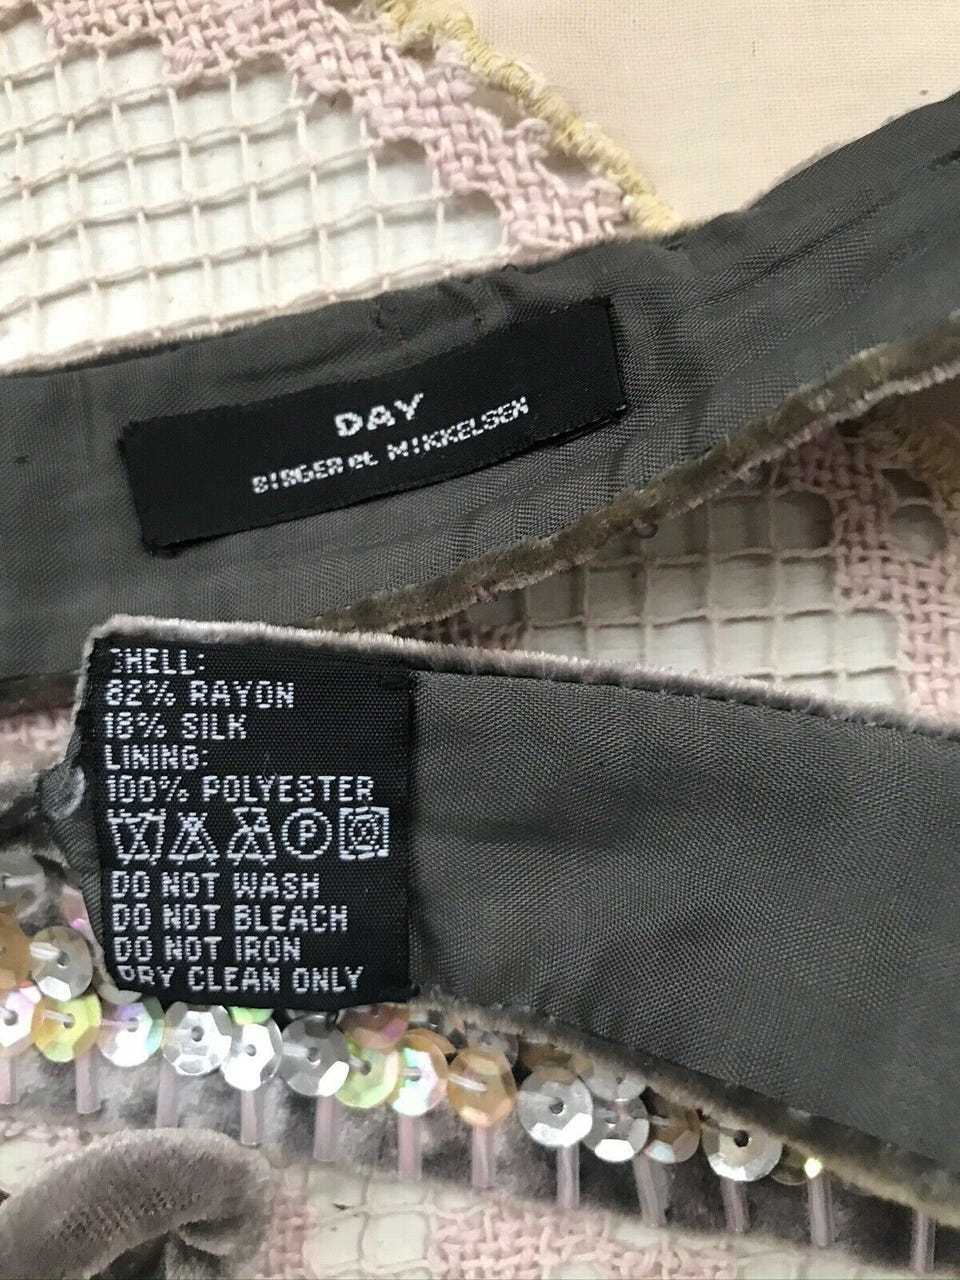 DAY
BIRGER et MIKKELSEN
SHELL:
82% RAYON
18% SILK
LINING:
100% POLYESTER
P
DO NOT WASH
DO NOT BLEACH
DO NOT IRON
DRY CLEAN ONLY